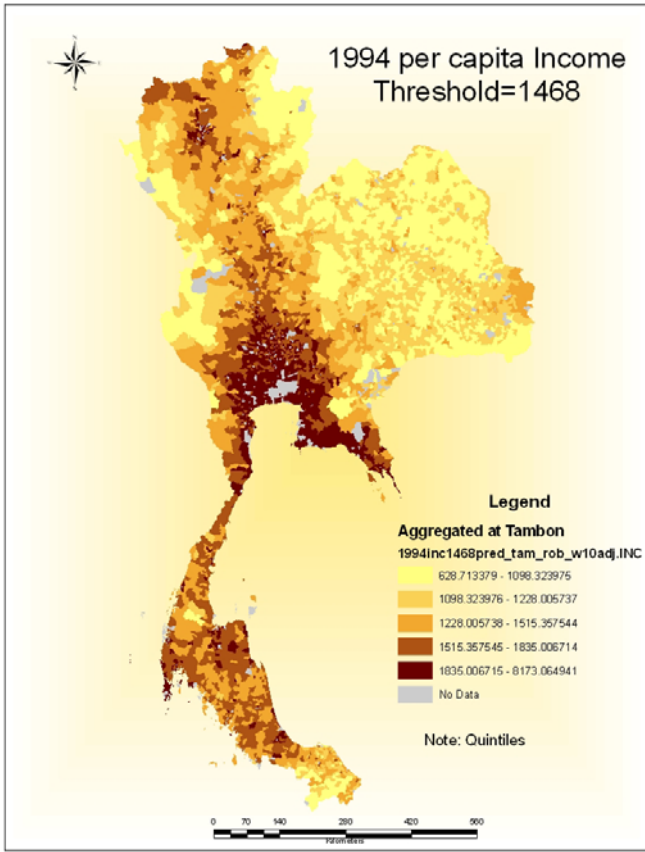 1994 per capita Income
Threshold=1468
Legend
Aggregated at Tambon
1994inc1468pred_tam_rob_w10adj.INC
628.713379 - 1098.323975
1098.323976 - 1228.005737
1228.005738 - 1515.357544
1515.357545 - 1835.006714
1835.006715 - 8173.064941
No Data
Note: Quintiles
0 70 140 280 420 560
Kilometers